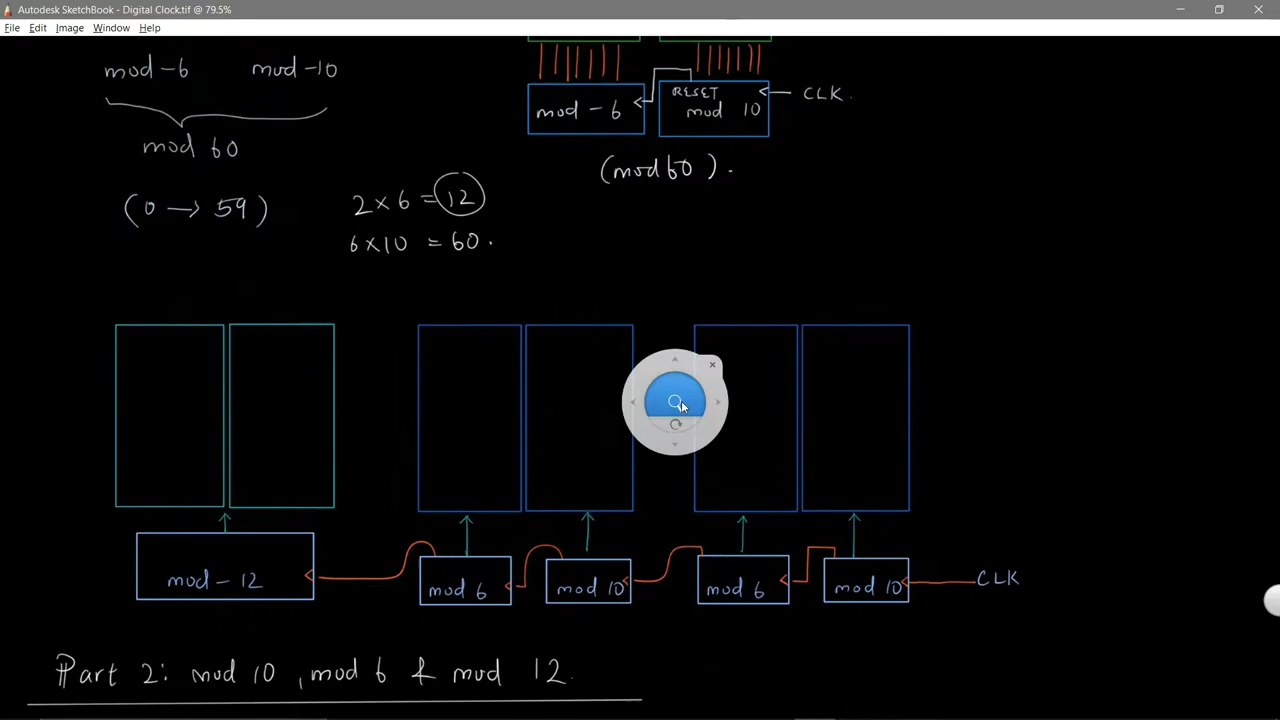 Autodesk SketchBook - Digital Clock.tif @ 79.5%
File Edit Image Window Help
mod-6 mod-10
mod 60
(0 → 59)
2 × 6 = 12
6 × 10 = 60.
RESET
mod-6 mod 10 CLK.
(mod 60).
mod-12 mod 6 mod 10 mod 6 mod 10 CLK
Part 2: mod 10, mod 6 & mod 12.